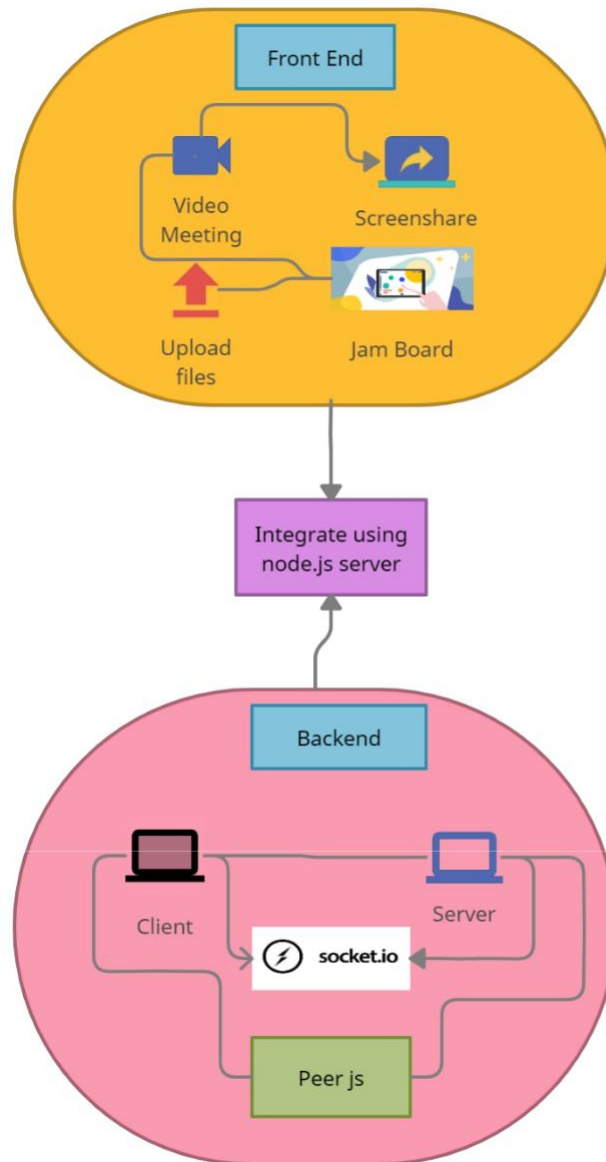 Front End
Video
Meeting
Screenshare
Upload
files
Jam Board
Integrate using
node.js server
Backend
Client
Server
socket.io
Peer js